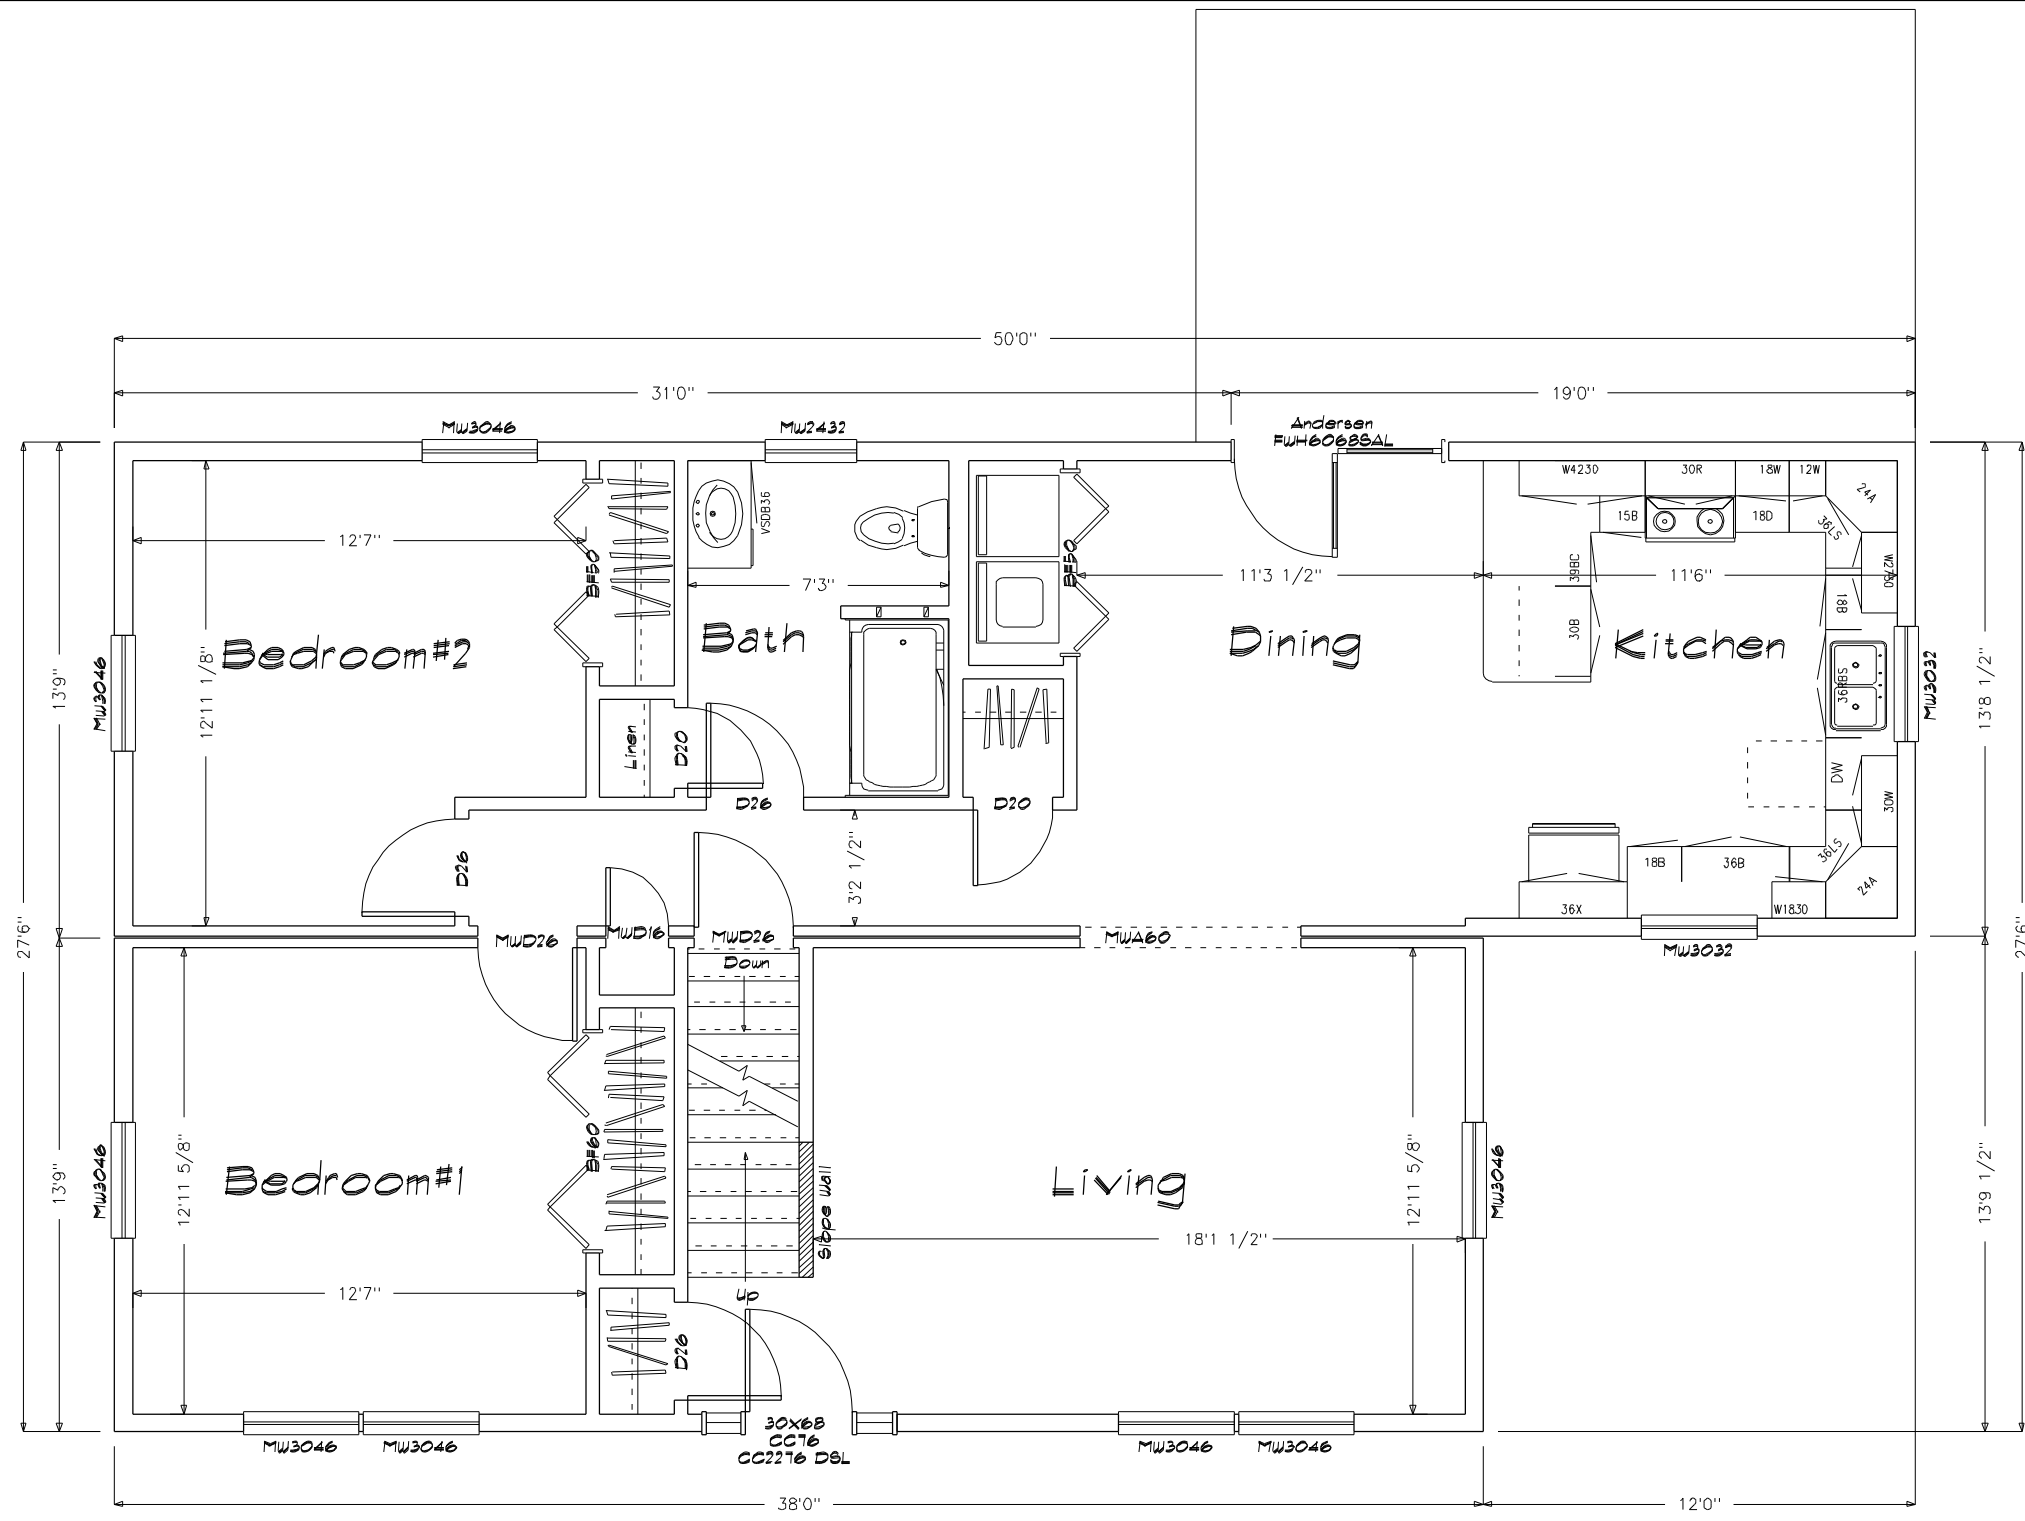 50'0"
31'0"
19'0"
Andersen
FWH6068SAL
MW3046
MW2432
W4230
30R
18W
12W
24A
15B
18D
36LS
VSDB36
12'7"
BF50
7'3"
BF50
11'3 1/2"
39BC
11'6"
W2730
18B
30B
Bedroom#2
Bath
Dining
Kitchen
MW3046
13'9"
12'11 1/8"
36RBS
MW3032
13'8 1/2"
Linen
D20
D26
D20
DW
30W
D26
3'2 1/2"
18B
36B
36LS
24A
36X
W1830
27'6"
27'6"
MWD26
MWD16
MWD26
MWA60
MW3032
Down
MW3046
13'9"
12'11 5/8"
Bedroom#1
BF60
Slope Wall
Living
12'11 5/8"
MW3046
13'9 1/2"
18'1 1/2"
12'7"
Up
D26
MW3046
MW3046
30X68
CC76
CC2276 DSL
MW3046
MW3046
38'0"
12'0"